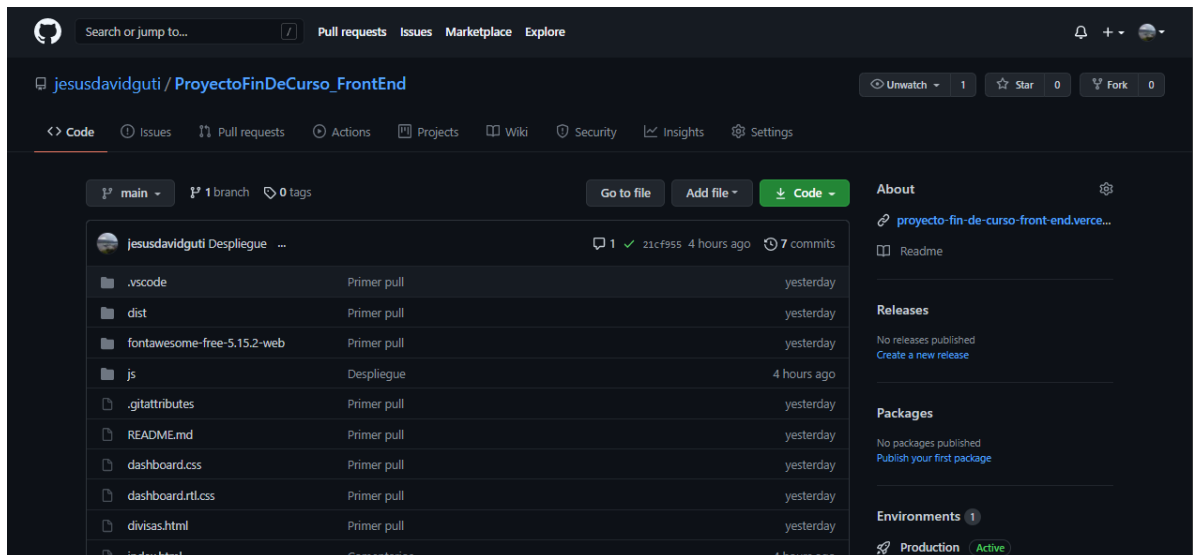 Search or jump to... /
Pull requests Issues Marketplace Explore
jesusdavidguti / ProyectoFinDeCurso_FrontEnd
Unwatch 1 Star 0 Fork 0
<> Code Issues Pull requests Actions Projects Wiki Security Insights Settings
main 1 branch 0 tags
Go to file Add file Code
jesusdavidguti Despliegue ... 1 21cf955 4 hours ago 7 commits
.vscode Primer pull yesterday
dist Primer pull yesterday
fontawesome-free-5.15.2-web Primer pull yesterday
js Despliegue 4 hours ago
.gitattributes Primer pull yesterday
README.md Primer pull yesterday
dashboard.css Primer pull yesterday
dashboard.rtl.css Primer pull yesterday
divisas.html Primer pull yesterday
index.html Comentarios 4 hours ago
About
proyecto-fin-de-curso-front-end.verce...
Readme
Releases
No releases published
Create a new release
Packages
No packages published
Publish your first package
Environments 1
Production Active